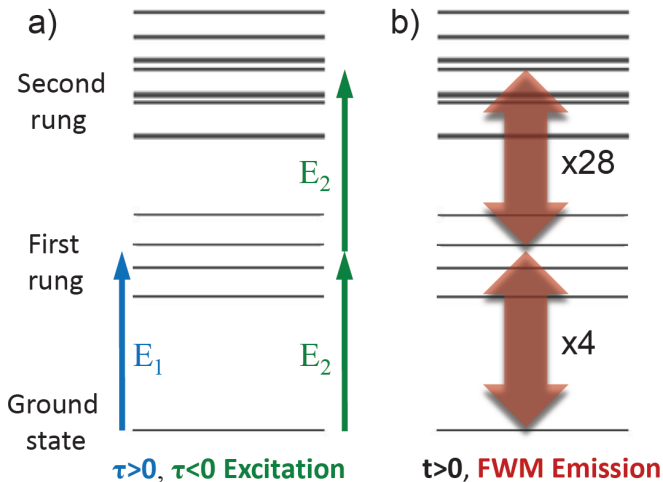 a)
Second
rung
First
rung
Ground
state
E₂
E₁
E₂
τ>0, τ<0 Excitation
b)
x28
x4
t>0, FWM Emission